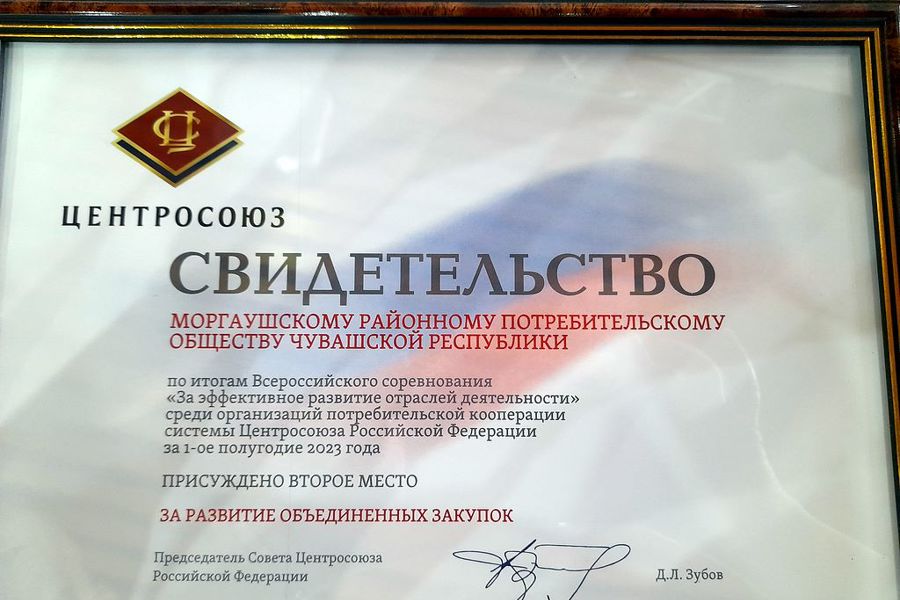 ЦЕНТРОСОЮЗ
СВИДЕТЕЛЬСТВО
МОРГАУШСКОМУ РАЙОННОМУ ПОТРЕБИТЕЛЬСКОМУ
ОБЩЕСТВУ ЧУВАШСКОЙ РЕСПУБЛИКИ
по итогам Всероссийского соревнования
«За эффективное развитие отраслей деятельности»
среди организаций потребительской кооперации
системы Центросоюза Российской Федерации
за 1-ое полугодие 2023 года
ПРИСУЖДЕНО ВТОРОЕ МЕСТО
ЗА РАЗВИТИЕ ОБЪЕДИНЕННЫХ ЗАКУПОК
Председатель Совета Центросоюза
Российской Федерации
Д.Л. Зубов